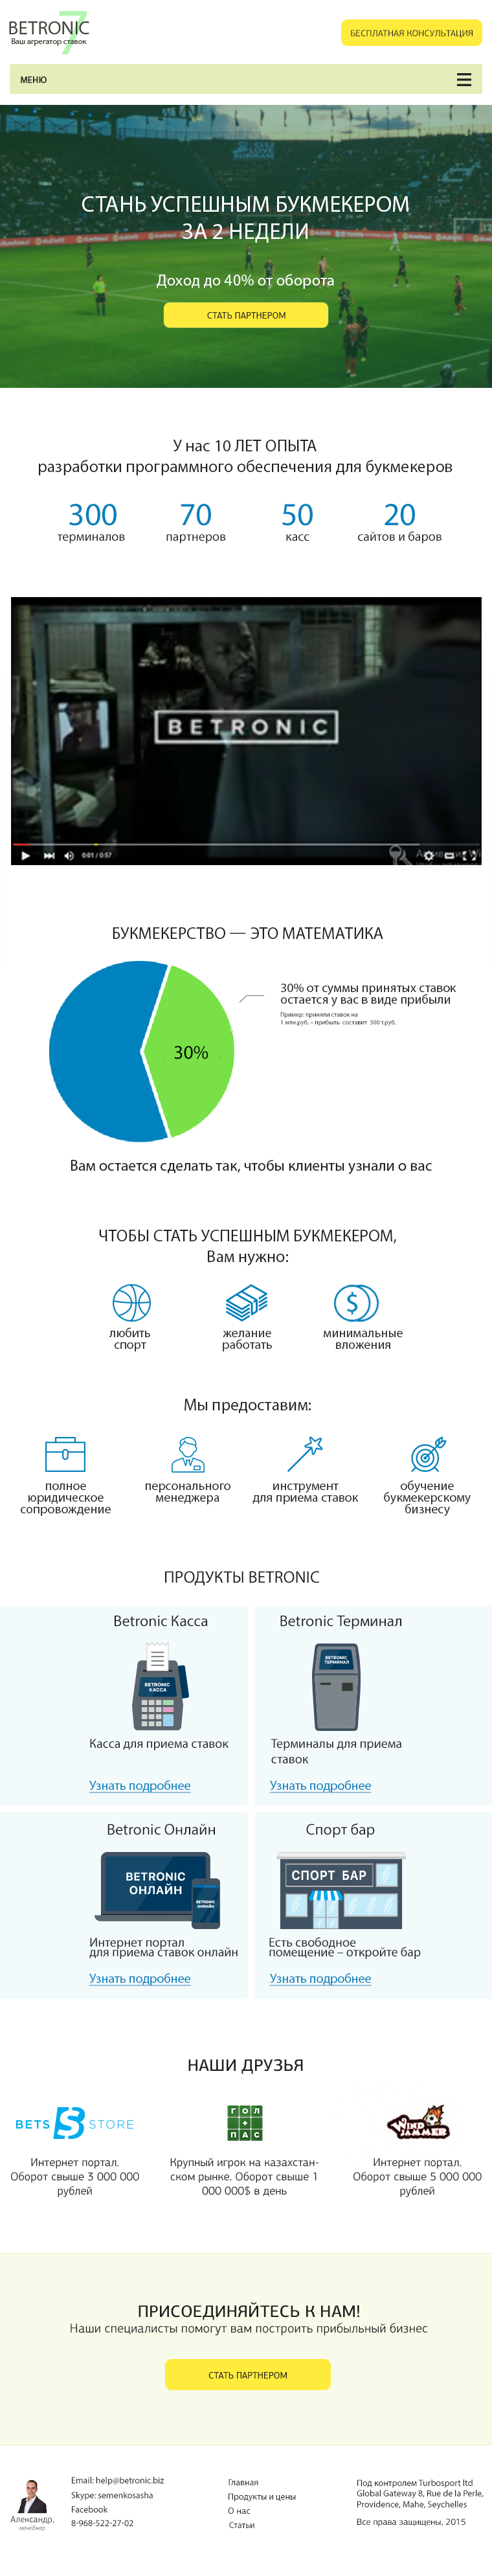 BETRONIC 7
Ваш агрегатор ставок
БЕСПЛАТНАЯ КОНСУЛЬТАЦИЯ
МЕНЮ
СТАНЬ УСПЕШНЫМ БУКМЕКЕРОМ
ЗА 2 НЕДЕЛИ
Доход до 40% от оборота
СТАТЬ ПАРТНЕРОМ
У нас 10 ЛЕТ ОПЫТА
разработки программного обеспечения для букмекеров
300 70 50 20
терминалов партнеров касс сайтов и баров
BETRONIC
0:01 / 0:57
БУКМЕКЕРСТВО — ЭТО МАТЕМАТИКА
30% от суммы принятых ставок
остается у вас в виде прибыли
Пример: приняли ставок на
1 млн.руб. – прибыль составит 300 т.руб.
30%
Вам остается сделать так, чтобы клиенты узнали о вас
ЧТОБЫ СТАТЬ УСПЕШНЫМ БУКМЕКЕРОМ,
Вам нужно:
любить
спорт
желание
работать
минимальные
вложения
Мы предоставим:
полное
юридическое
сопровождение
персонального
менеджера
инструмент
для приема ставок
обучение
букмекерскому
бизнесу
ПРОДУКТЫ BETRONIC
Betronic Касса
BETRONIC
КАССА
Касса для приема ставок
Узнать подробнее
Betronic Терминал
BETRONIC
ТЕРМИНАЛ
Терминалы для приема
ставок
Узнать подробнее
Betronic Онлайн
BETRONIC
ОНЛАЙН
BETRONIC
ОНЛАЙН
Интернет портал
для приема ставок онлайн
Узнать подробнее
Спорт бар
СПОРТ БАР
Есть свободное
помещение – откройте бар
Узнать подробнее
НАШИ ДРУЗЬЯ
BETS STORE
Интернет портал.
Оборот свыше 3 000 000
рублей
ГОЛ
+
ПАС
Крупный игрок на казахстан-
ском рынке. Оборот свыше 1
000 000$ в день
Интернет портал.
Оборот свыше 5 000 000
рублей
ПРИСОЕДИНЯЙТЕСЬ К НАМ!
Наши специалисты помогут вам построить прибыльный бизнес
СТАТЬ ПАРТНЕРОМ
Александр,
менеджер
Email: help@betronic.biz
Skype: semenkosasha
Facebook
8-968-522-27-02
Главная
Продукты и цены
О нас
Статьи
Под контролем Turbosport ltd
Global Gateway 8, Rue de la Perle,
Providence, Mahe, Seychelles
Все права защищены, 2015